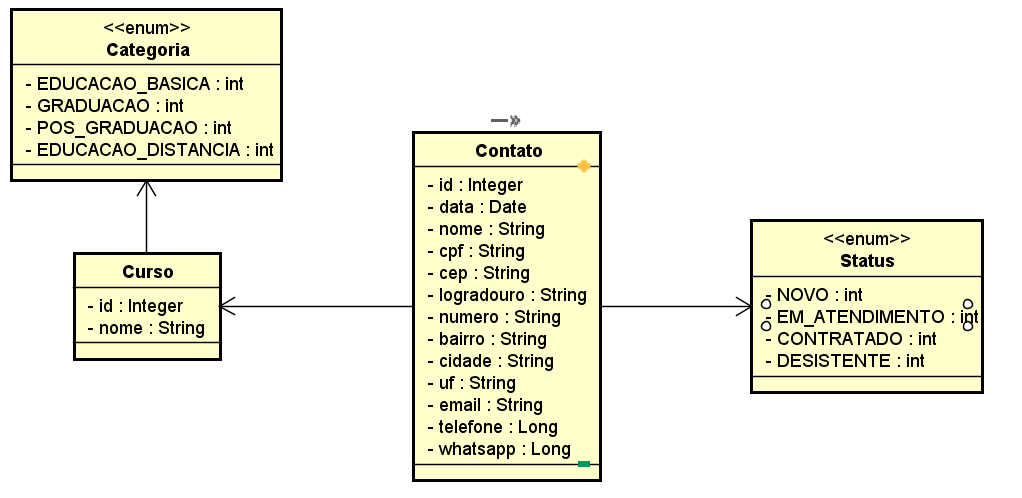 <<enum>>
Categoria
- EDUCACAO_BASICA : int
- GRADUACAO : int
- POS_GRADUACAO : int
- EDUCACAO_DISTANCIA : int
Curso
- id : Integer
- nome : String
Contato
- id : Integer
- data : Date
- nome : String
- cpf : String
- cep : String
- logradouro : String
- numero : String
- bairro : String
- cidade : String
- uf : String
- email : String
- telefone : Long
- whatsapp : Long
<<enum>>
Status
- NOVO : int
- EM_ATENDIMENTO : int
- CONTRATADO : int
- DESISTENTE : int